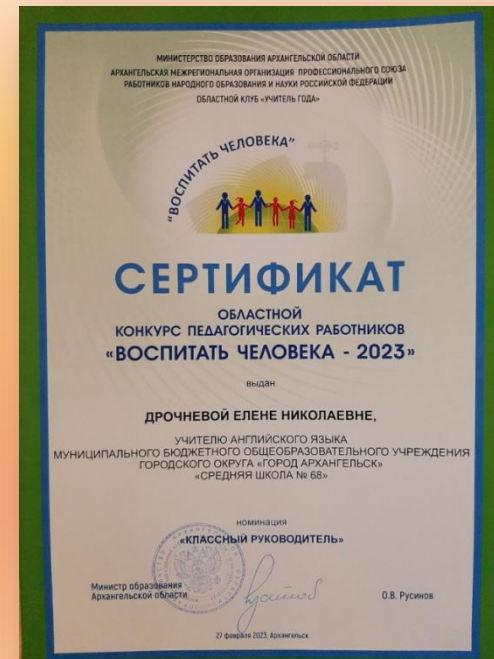 МИНИСТЕРСТВО ОБРАЗОВАНИЯ АРХАНГЕЛЬСКОЙ ОБЛАСТИ
АРХАНГЕЛЬСКАЯ МЕЖРЕГИОНАЛЬНАЯ ОРГАНИЗАЦИЯ ПРОФЕССИОНАЛЬНОГО СОЮЗА
РАБОТНИКОВ НАРОДНОГО ОБРАЗОВАНИЯ И НАУКИ РОССИЙСКОЙ ФЕДЕРАЦИИ
ОБЛАСТНОЙ КЛУБ «УЧИТЕЛЬ ГОДА»
"ВОСПИТАТЬ ЧЕЛОВЕКА"
СЕРТИФИКАТ
ОБЛАСТНОЙ
КОНКУРС ПЕДАГОГИЧЕСКИХ РАБОТНИКОВ
«ВОСПИТАТЬ ЧЕЛОВЕКА - 2023»
выдан
ДРОЧНЕВОЙ ЕЛЕНЕ НИКОЛАЕВНЕ,
УЧИТЕЛЮ АНГЛИЙСКОГО ЯЗЫКА
МУНИЦИПАЛЬНОГО БЮДЖЕТНОГО ОБЩЕОБРАЗОВАТЕЛЬНОГО УЧРЕЖДЕНИЯ
ГОРОДСКОГО ОКРУГА «ГОРОД АРХАНГЕЛЬСК»
«СРЕДНЯЯ ШКОЛА № 68»
номинация
«КЛАССНЫЙ РУКОВОДИТЕЛЬ»
Министр образования
Архангельской области
О.В. Русинов
27 февраля 2023, Архангельск